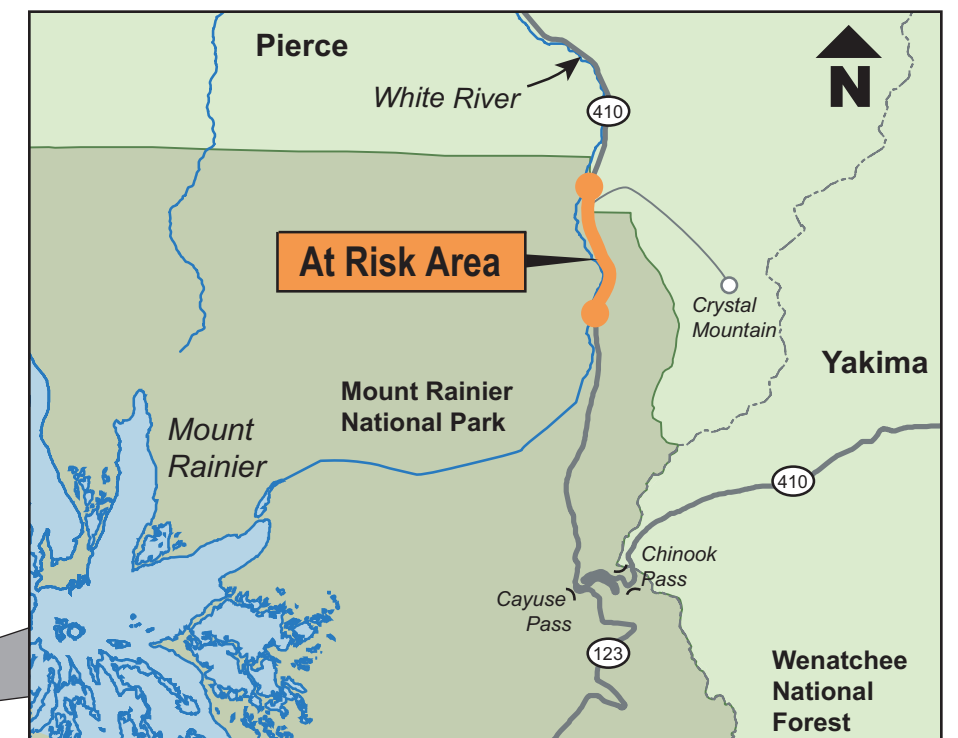 Pierce
White River
N
410
At Risk Area
Crystal
Mountain
Yakima
Mount Rainier
National Park
Mount
Rainier
410
Chinook
Pass
Cayuse
Pass
123
Wenatchee
National
Forest